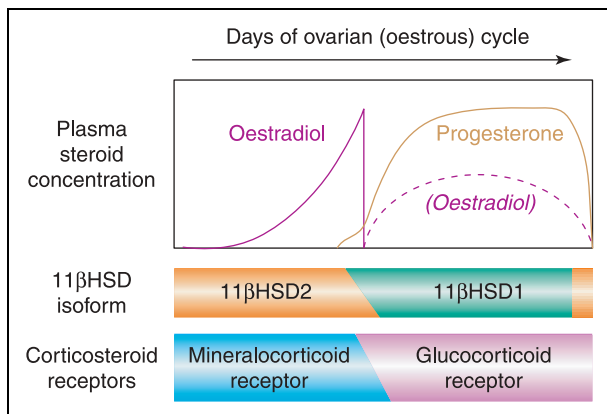 Days of ovarian (oestrous) cycle
Plasma
steroid
concentration
Oestradiol
Progesterone
(Oestradiol)
11βHSD
isoform
11βHSD2
11βHSD1
Corticosteroid
receptors
Mineralocorticoid
receptor
Glucocorticoid
receptor